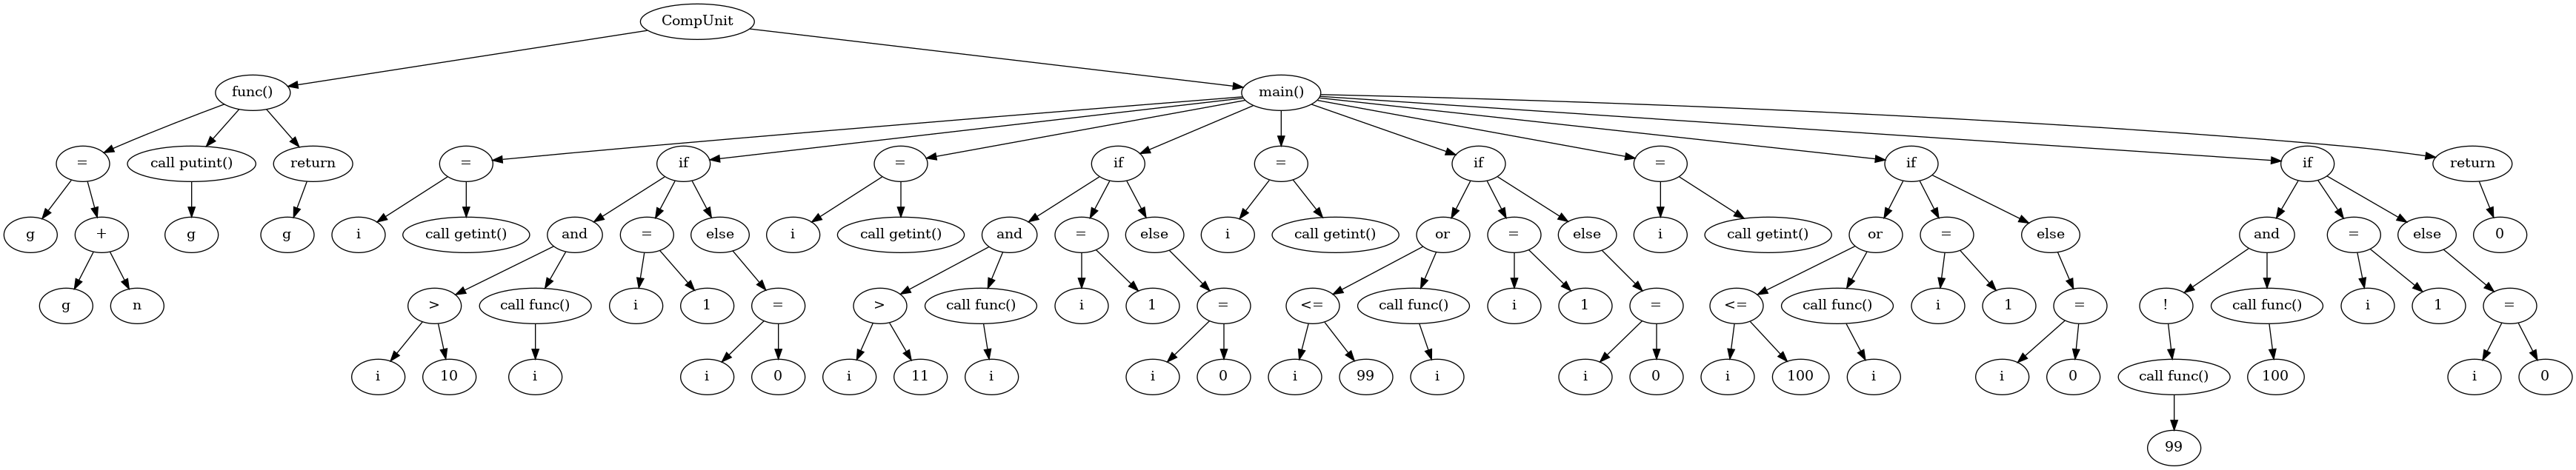 CompUnit
func() main()
= call putint() return = if = if = if = if if return
g + g g i call getint() and = else i call getint() and = else i call getint() or = else i call getint() or = else and = else 0
g n > call func() i 1 = > call func() i 1 = <= call func() i 1 = <= call func() i 1 = ! call func() i 1 =
i 10 i i 0 i 11 i i 0 i 99 i i 0 i 100 i i 0 call func() 100 i 0
99